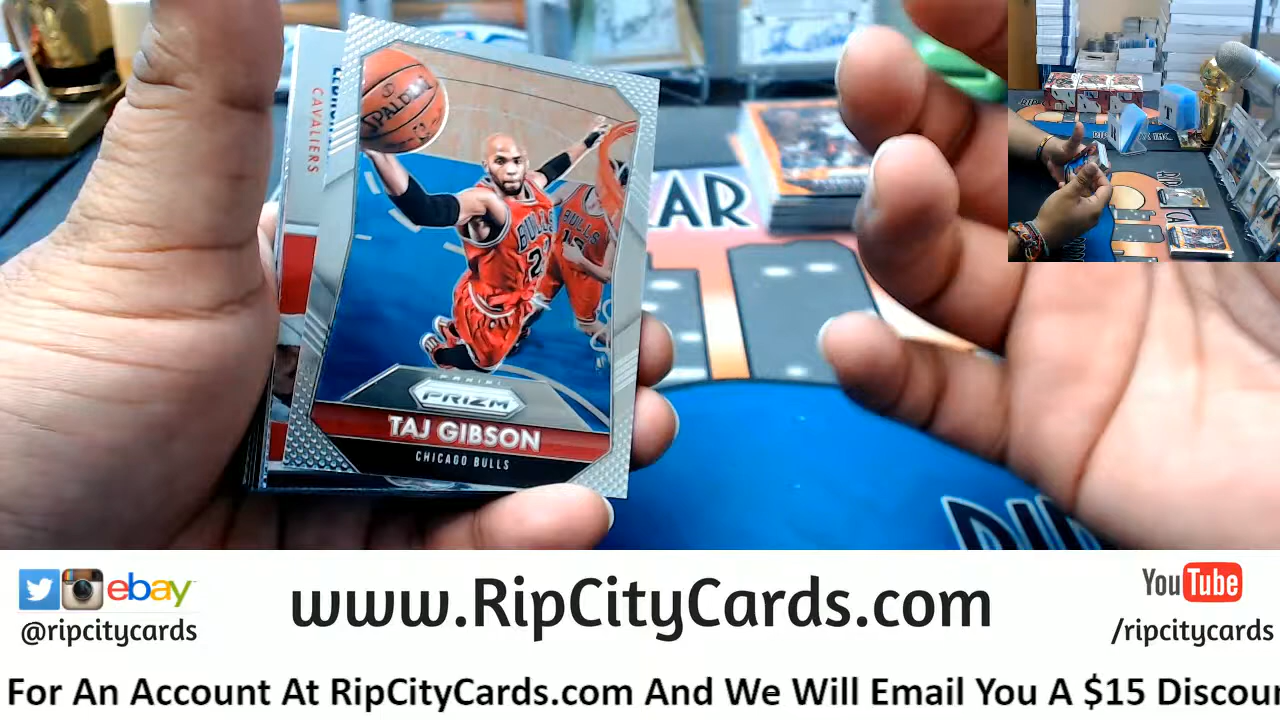 CAVALIERS
SPALDING
BULLS
BULLS
PANINI
PRIZM
TAJ GIBSON
CHICAGO BULLS
AR
ebay
@ripcitycards
www.RipCityCards.com
YouTube
/ripcitycards
For An Account At RipCityCards.com And We Will Email You A $15 Discou